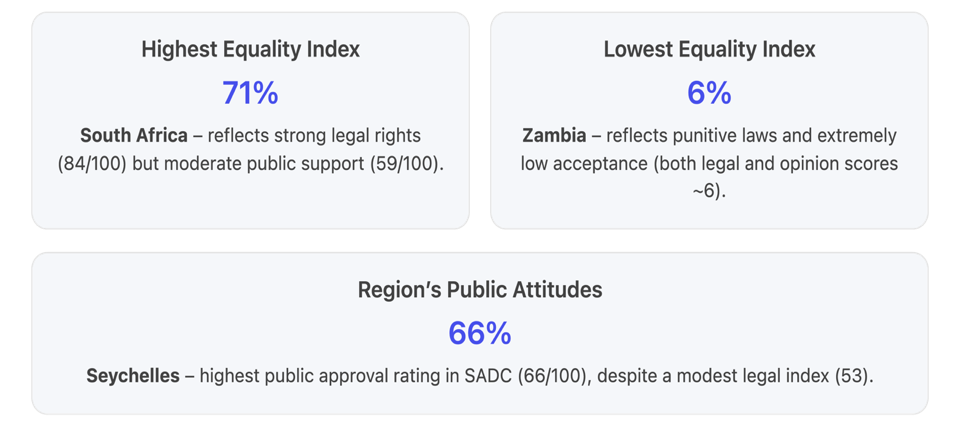 Highest Equality Index
71%
South Africa – reflects strong legal rights
(84/100) but moderate public support (59/100).
Lowest Equality Index
6%
Zambia – reflects punitive laws and extremely
low acceptance (both legal and opinion scores
~6).
Region’s Public Attitudes
66%
Seychelles – highest public approval rating in SADC (66/100), despite a modest legal index (53).